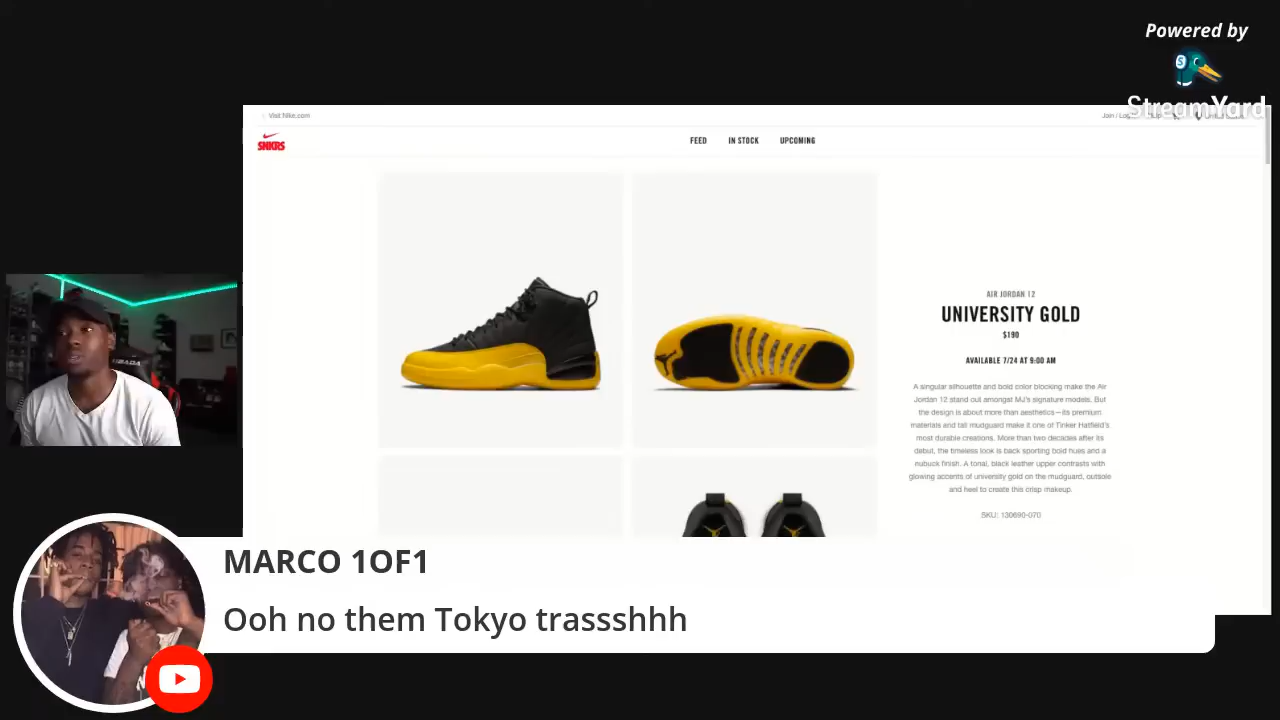 Powered by
StreamYard
Visit Nike.com
SNKRS
FEED
IN STOCK
UPCOMING
Join / Log
AIR JORDAN 12
UNIVERSITY GOLD
$190
AVAILABLE 7/24 AT 9:00 AM
A singular silhouette and bold color blocking make the Air
Jordan 12 stand out amongst MJ's signature models. But
the design is about more than aesthetics—its premium
materials and tall mudguard make it one of Tinker Hatfield's
most durable creations. More than two decades after its
debut, the timeless look is back sporting bold hues and a
nubuck finish. A tonal, black leather upper contrasts with
glowing accents of university gold on the mudguard, outsole
and heel to create this crisp makeup.
SKU: 130690-070
MARCO 1OF1
Ooh no them Tokyo trassshhh